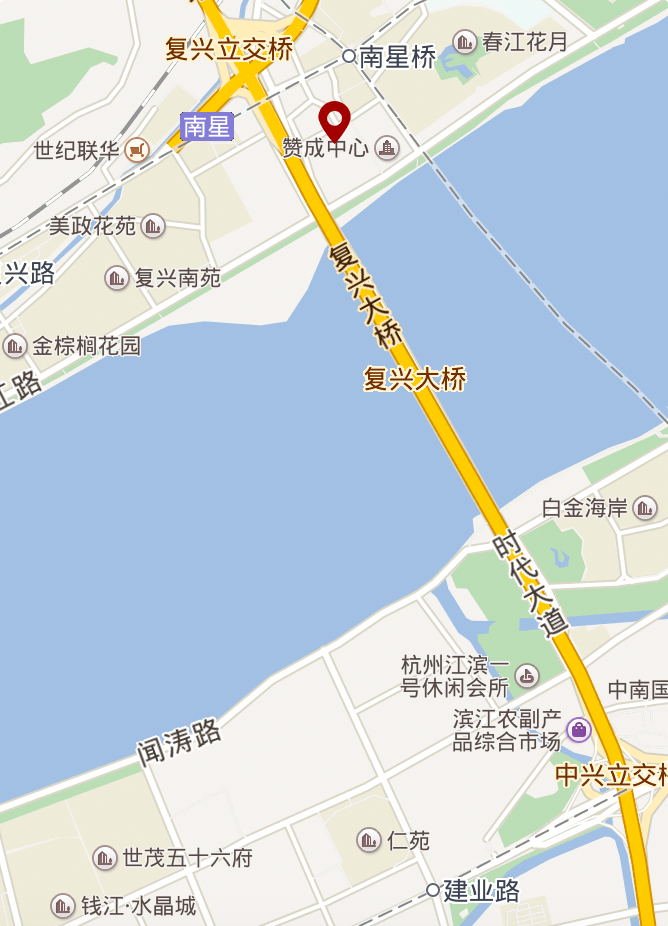 复兴立交桥
南星桥
春江花月
南星
世纪联华
赞成中心
美政花苑
兴路
复兴南苑
复兴大桥
金棕榈花园
复兴大桥
江路
白金海岸
时代大道
杭州江滨一
号休闲会所
中南国
滨江农副产
品综合市场
闻涛路
中兴立交桥
仁苑
世茂五十六府
建业路
钱江·水晶城